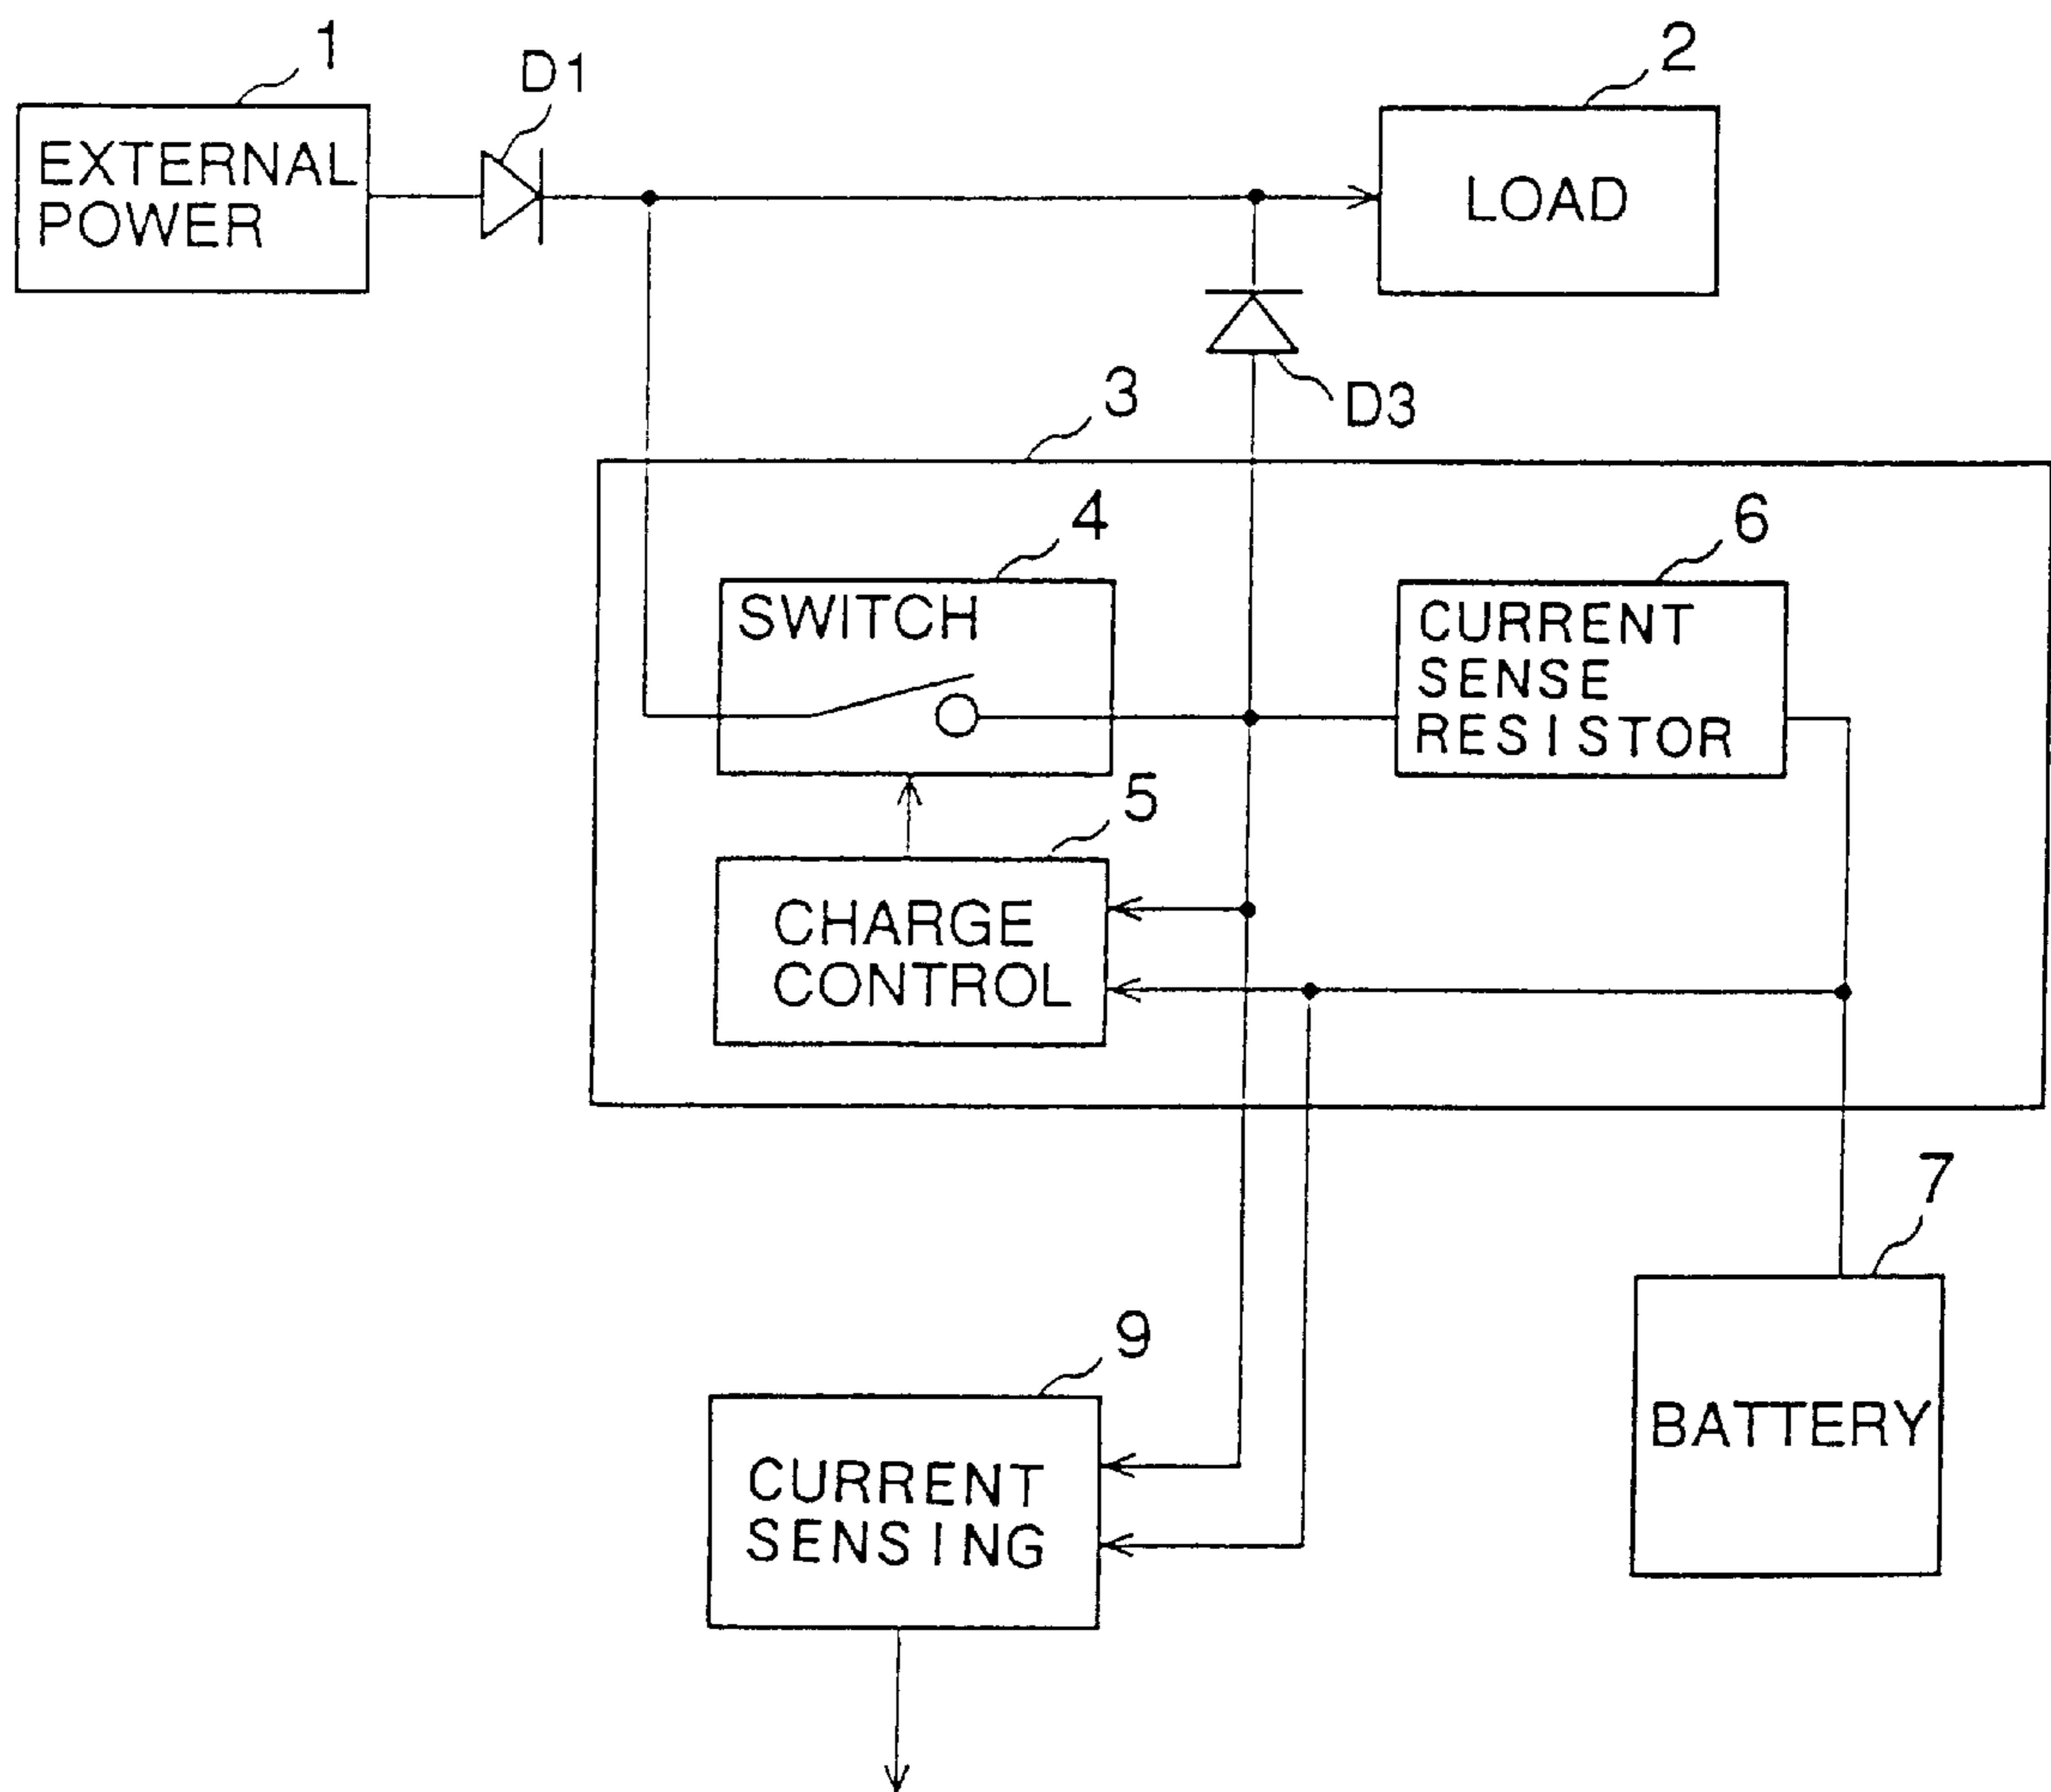 1
D1
2
EXTERNAL
POWER
LOAD
3
D3
4
6
SWITCH
CURRENT
SENSE
RESISTOR
5
CHARGE
CONTROL
7
9
BATTERY
CURRENT
SENSING